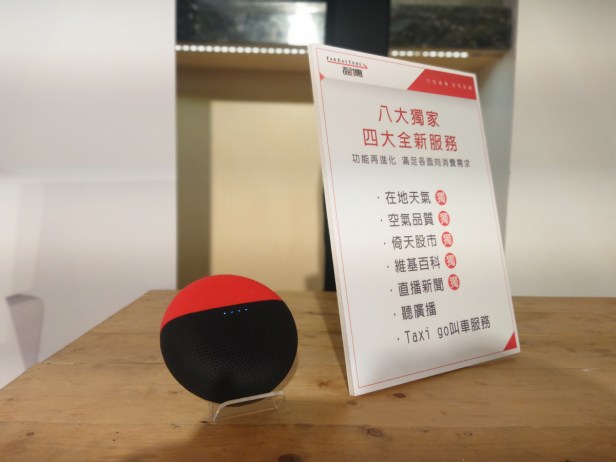 八大獨家
四大全新服務
功能再進化 滿足各面向消費需求
·在地天氣 獨
·空氣品質 獨
·倚天股市 獨
·維基百科 獨
·直播新聞 獨
·聽廣播
·Taxi go叫車服務